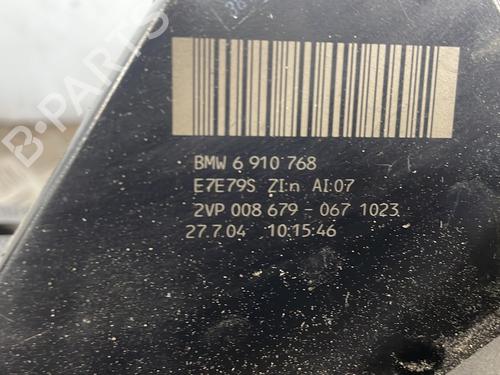 B-PARTS
BMW 6 910 768
E7E79S ZI:n AI:07
2VP 008 679 - 067 1023
27.7.04 10:15:46